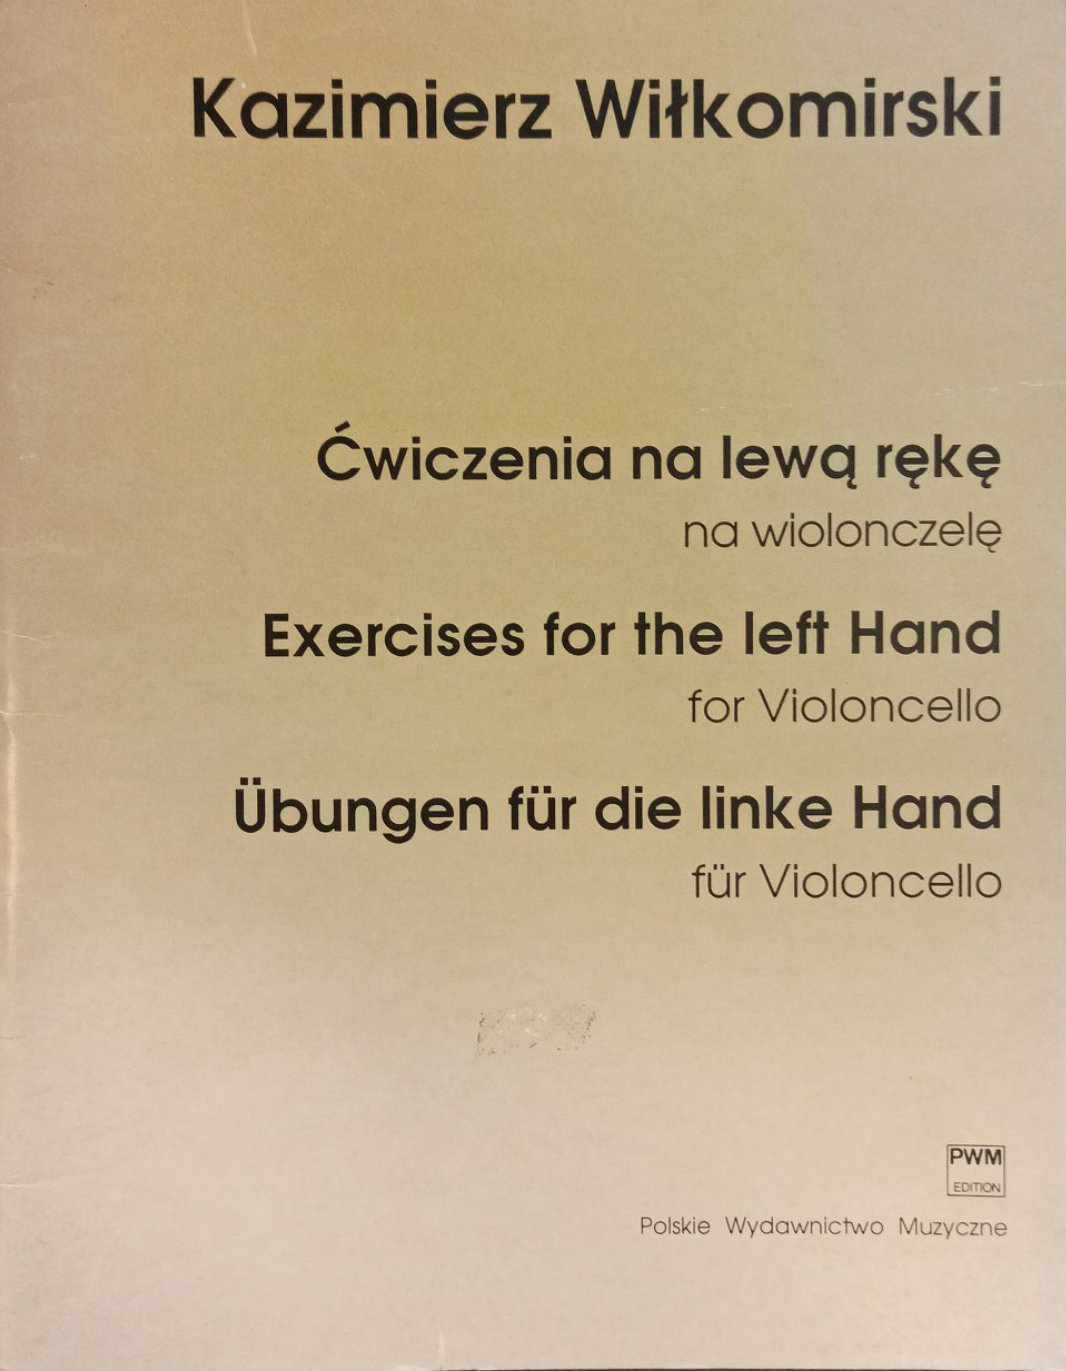 Kazimierz Wiłkomirski
Ćwiczenia na lewą rękę
na wiolonczelę
Exercises for the left Hand
for Violoncello
Übungen für die linke Hand
für Violoncello
PWM
EDITION
Polskie Wydawnictwo Muzyczne